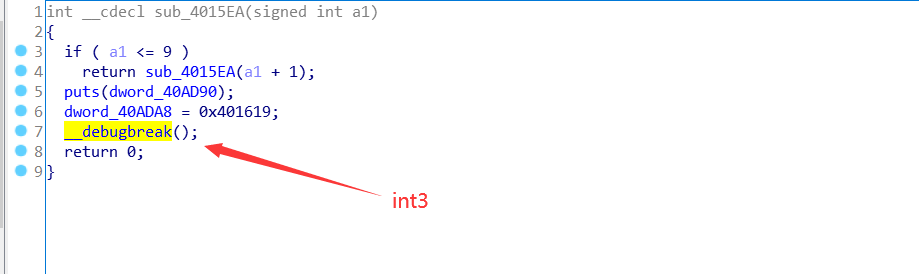 1 int __cdecl sub_4015EA(signed int a1)
2 {
3 if ( a1 <= 9 )
4 return sub_4015EA(a1 + 1);
5 puts(dword_40AD90);
6 dword_40ADA8 = 0x401619;
7 __debugbreak();
8 return 0;
9 }
int3